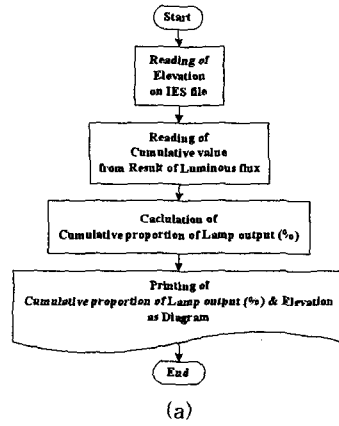 Start
Reading of
Elevation
on IES file
Reading of
Cumulative value
from Result of Luminous flux
Caclulation of
Cumulative proportion of Lamp output (%)
Printing of
Cumulative proportion of Lamp output (%) & Elevation
as Diagram
End
(a)